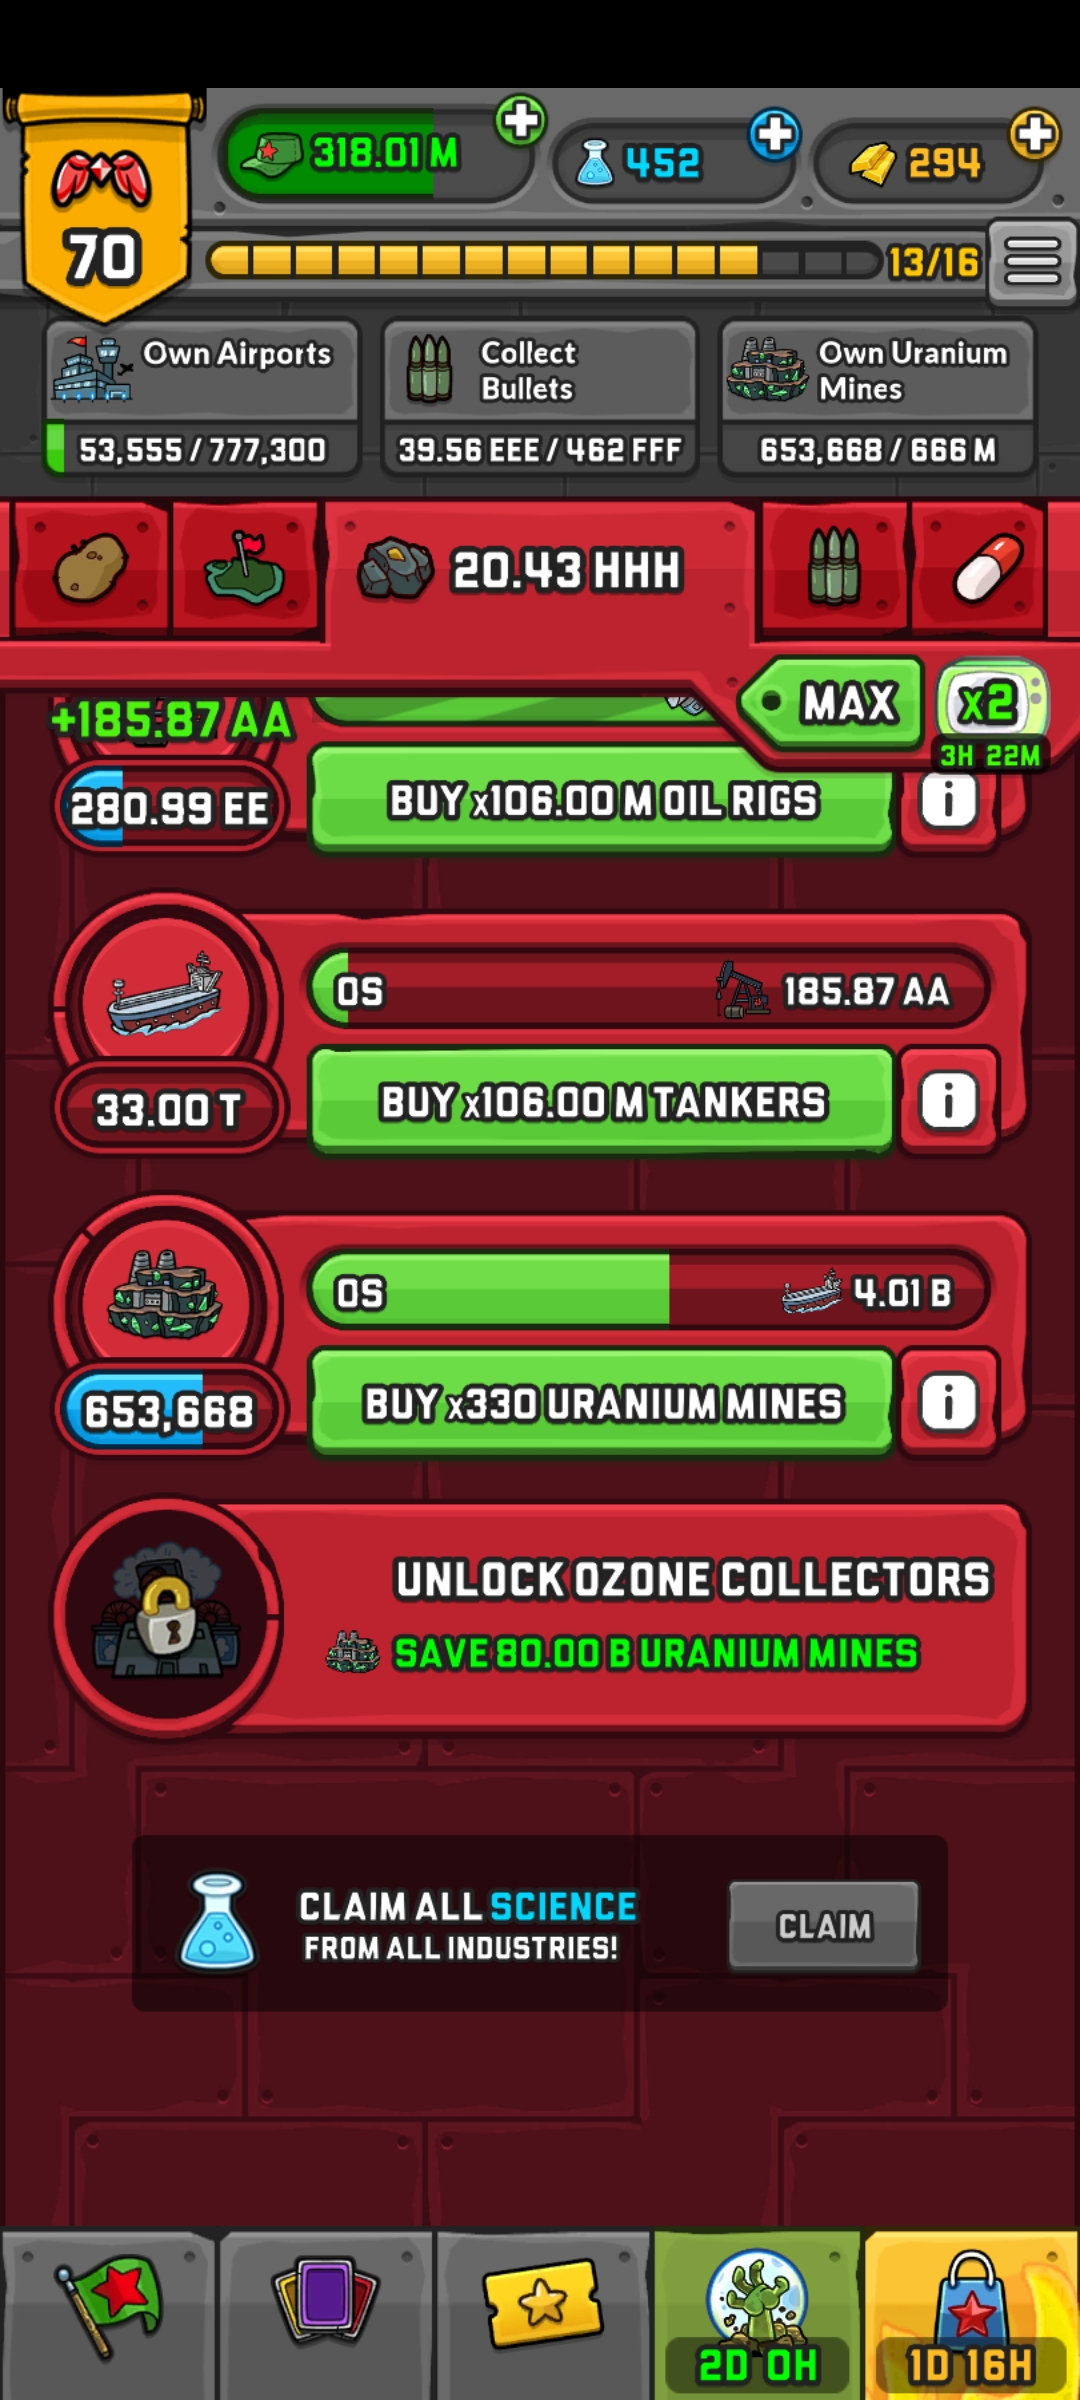 318.01 M
452
294
70
13/16
Own Airports
53,555 / 777,300
Collect
Bullets
39.56 EEE / 462 FFF
Own Uranium
Mines
653,668 / 666 M
20.43 HHH
MAX
x2
3H 22M
+185.87 AA
280.99 EE
BUY x106.00 M OIL RIGS
i
0S
185.87 AA
33.00 T
BUY x106.00 M TANKERS
i
0S
4.01 B
653,668
BUY x330 URANIUM MINES
i
UNLOCK OZONE COLLECTORS
SAVE 80.00 B URANIUM MINES
CLAIM ALL SCIENCE
FROM ALL INDUSTRIES!
CLAIM
2D 0H
1D 16H